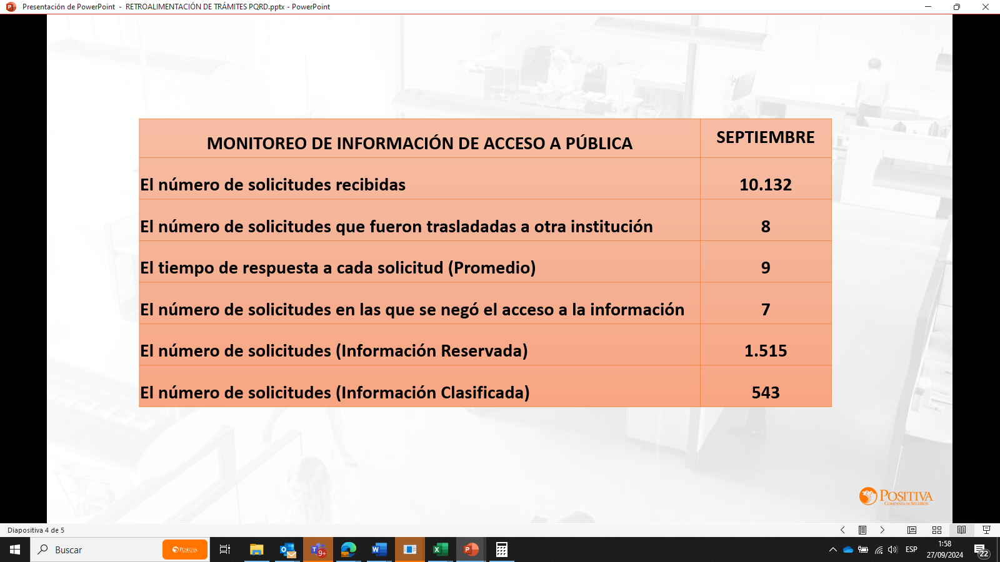 Presentación de PowerPoint - RETROALIMENTACIÓN DE TRÁMITES PQRD.pptx - PowerPoint
MONITOREO DE INFORMACIÓN DE ACCESO A PÚBLICA SEPTIEMBRE
El número de solicitudes recibidas 10.132
El número de solicitudes que fueron trasladadas a otra institución 8
El tiempo de respuesta a cada solicitud (Promedio) 9
El número de solicitudes en las que se negó el acceso a la información 7
El número de solicitudes (Información Reservada) 1.515
El número de solicitudes (Información Clasificada) 543
POSITIVA
COMPAÑÍA DE SEGUROS
Diapositiva 4 de 5
Buscar
POSITIVA
9+
ESP
1:58
27/09/2024
22